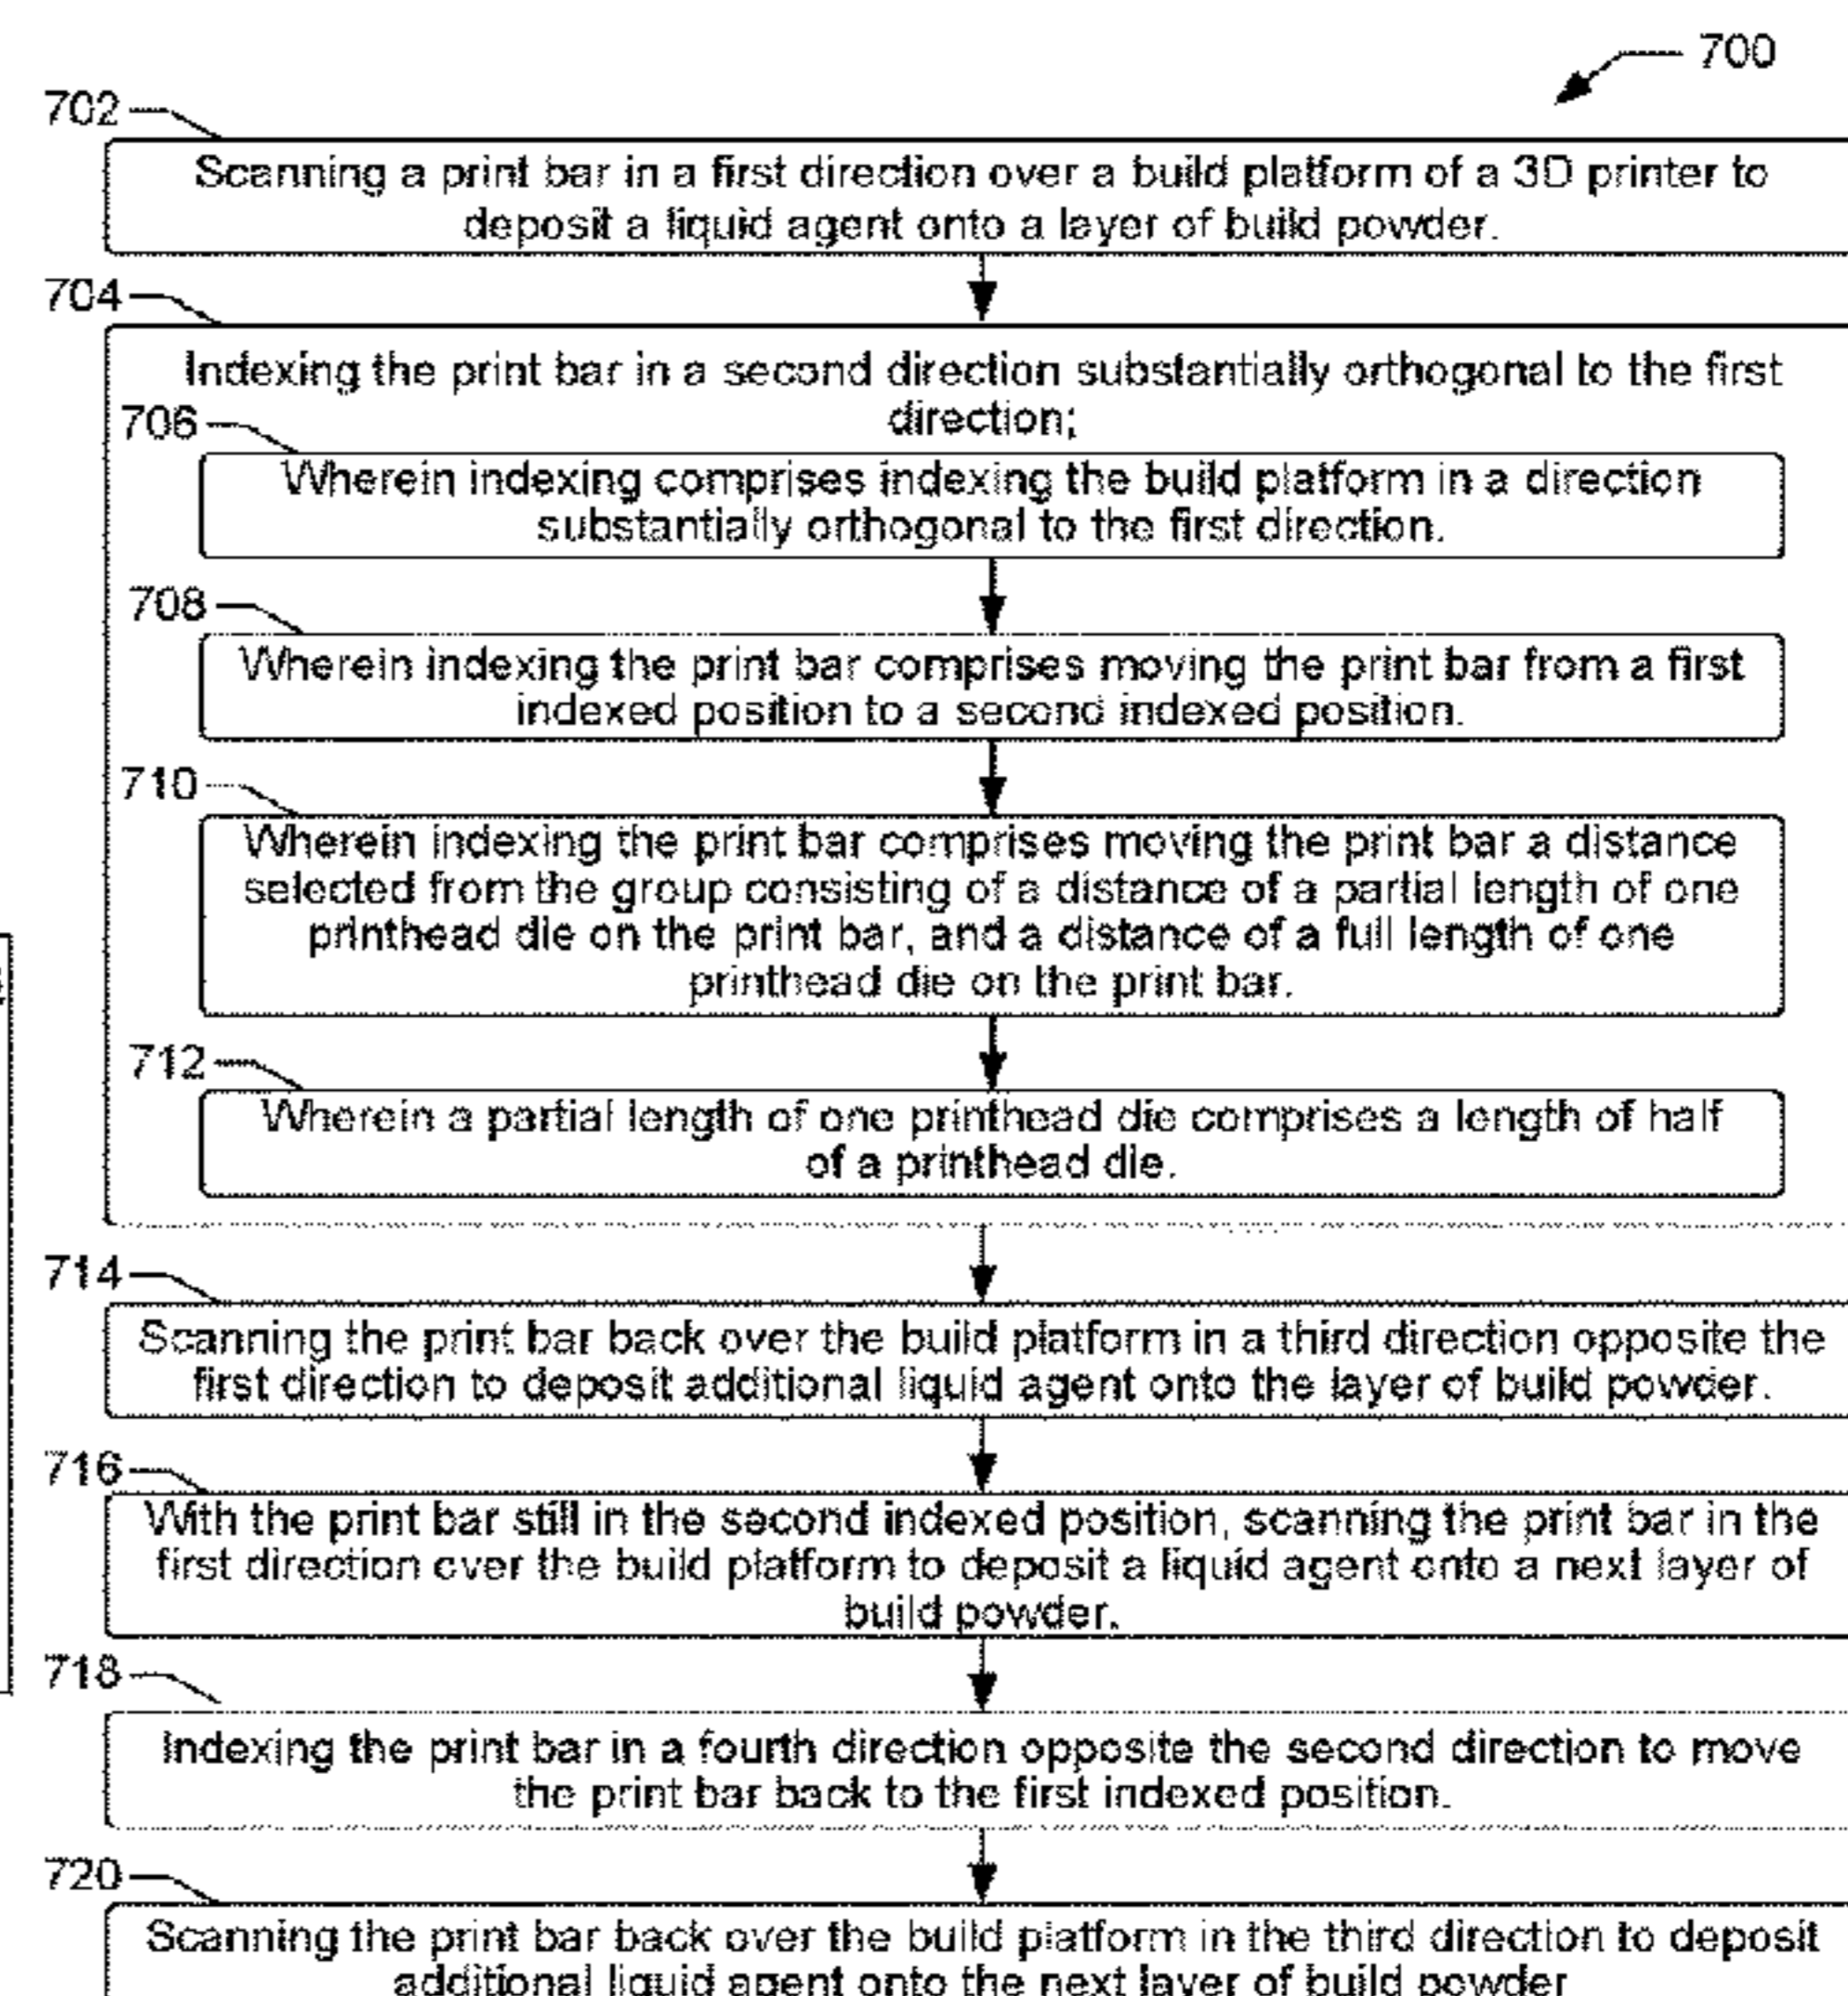 700
702
Scanning a print bar in a first direction over a build platform of a 3D printer to
deposit a liquid agent onto a layer of build powder.
704
Indexing the print bar in a second direction substantially orthogonal to the first
direction;
706
Wherein indexing comprises indexing the build platform in a direction
substantially orthogonal to the first direction.
708
Wherein indexing the print bar comprises moving the print bar from a first
indexed position to a second indexed position.
710
Wherein indexing the print bar comprises moving the print bar a distance
selected from the group consisting of a distance of a partial length of one
printhead die on the print bar, and a distance of a full length of one
printhead die on the print bar.
712
Wherein a partial length of one printhead die comprises a length of half
of a printhead die.
714
Scanning the print bar back over the build platform in a third direction opposite the
first direction to deposit additional liquid agent onto the layer of build powder.
716
With the print bar still in the second indexed position, scanning the print bar in the
first direction over the build platform to deposit a liquid agent onto a next layer of
build powder.
718
Indexing the print bar in a fourth direction opposite the second direction to move
the print bar back to the first indexed position.
720
Scanning the print bar back over the build platform in the third direction to deposit
additional liquid agent onto the next layer of build powder